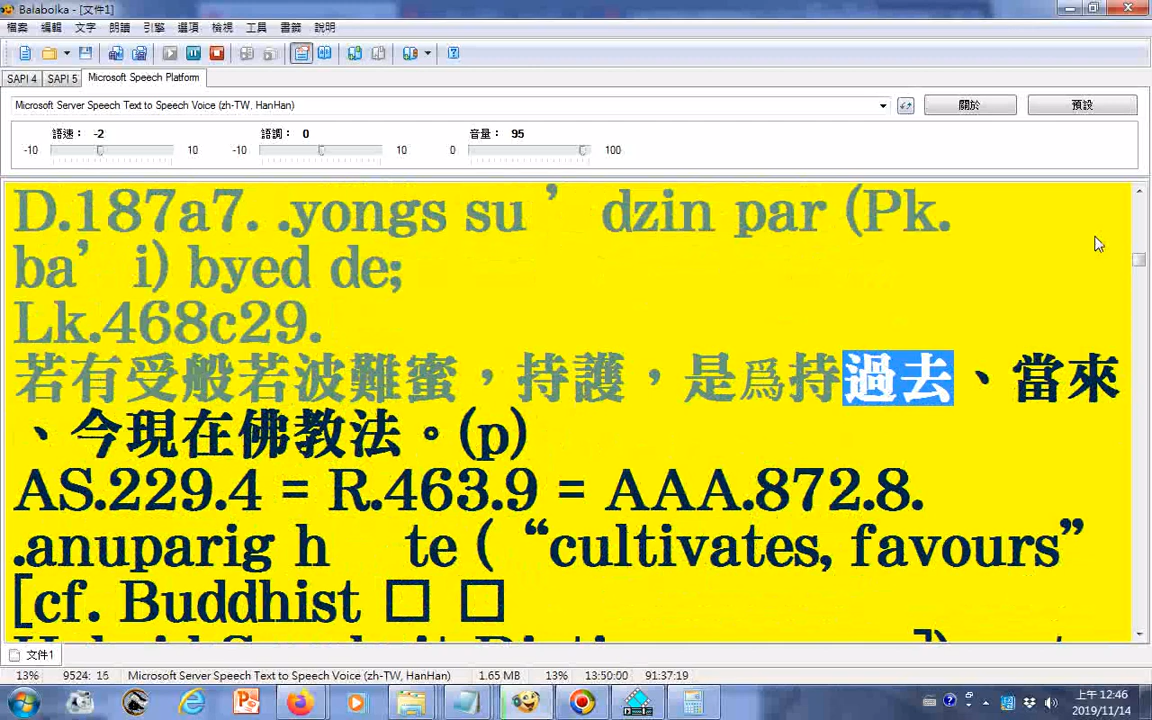 Balabolka - [文件1]
檔案 編輯 文字 朗讀 引擎 選項 檢視 工具 書籤 說明
SAPI 4 SAPI 5 Microsoft Speech Platform
Microsoft Server Speech Text to Speech Voice (zh-TW, HanHan) 關於 預設
語速： -2 語調： 0 音量： 95
-10 10 -10 10 0 100
D.187a7. .yongs su ’ dzin par (Pk.
ba’ i) byed de;
Lk.468c29.
若有受般若波難蜜，持護，是爲持過去、當來
、今現在佛教法。(p)
AS.229.4 = R.463.9 = AAA.872.8.
.anuparig h te (“cultivates, favours”
[cf. Buddhist □ □
文件1
13% 9524: 15 Microsoft Server Speech Text to Speech Voice (zh-TW, HanHan) 1.65 MB 13% 13:50:00 91:37:19
上午 12:46
2019/11/14